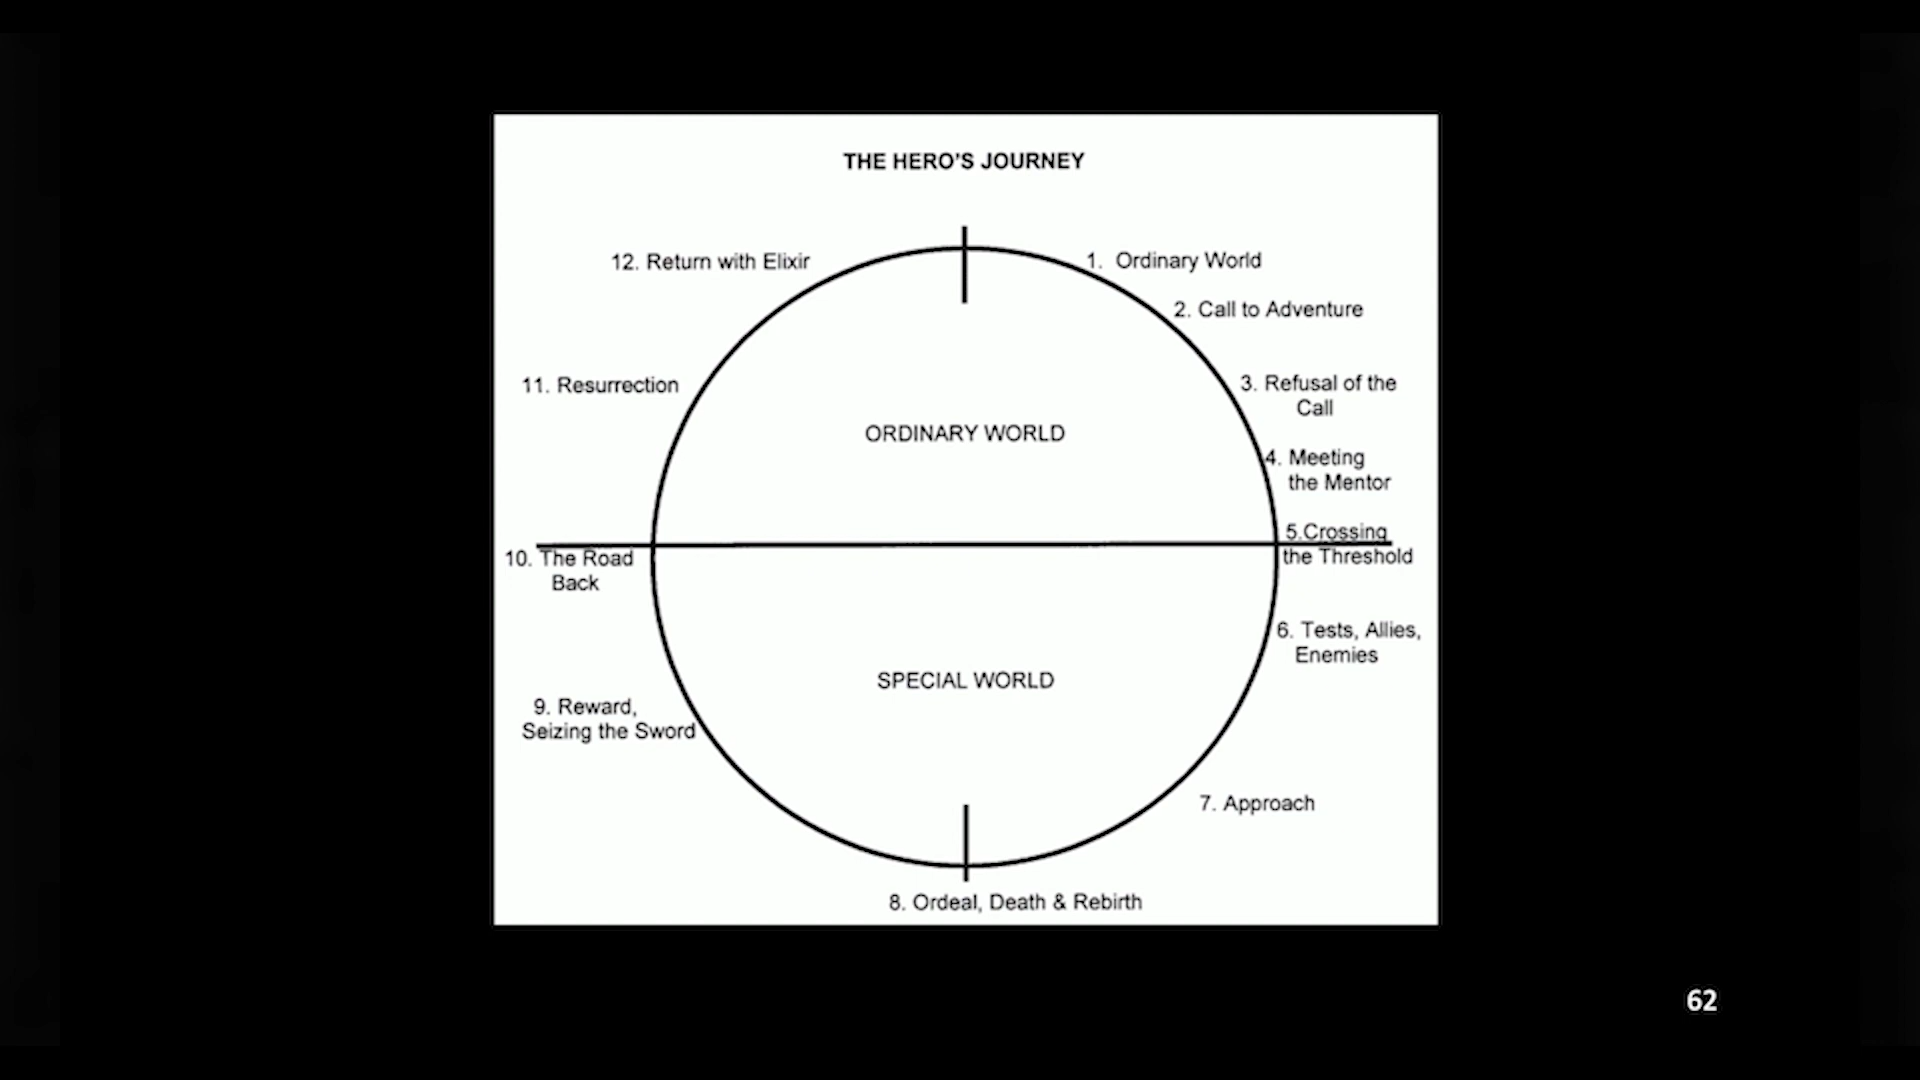 THE HERO'S JOURNEY
12. Return with Elixir
1. Ordinary World
2. Call to Adventure
11. Resurrection
3. Refusal of the
Call
ORDINARY WORLD
4. Meeting
the Mentor
5.Crossing
the Threshold
10. The Road
Back
6. Tests, Allies,
Enemies
SPECIAL WORLD
9. Reward,
Seizing the Sword
7. Approach
8. Ordeal, Death & Rebirth
62